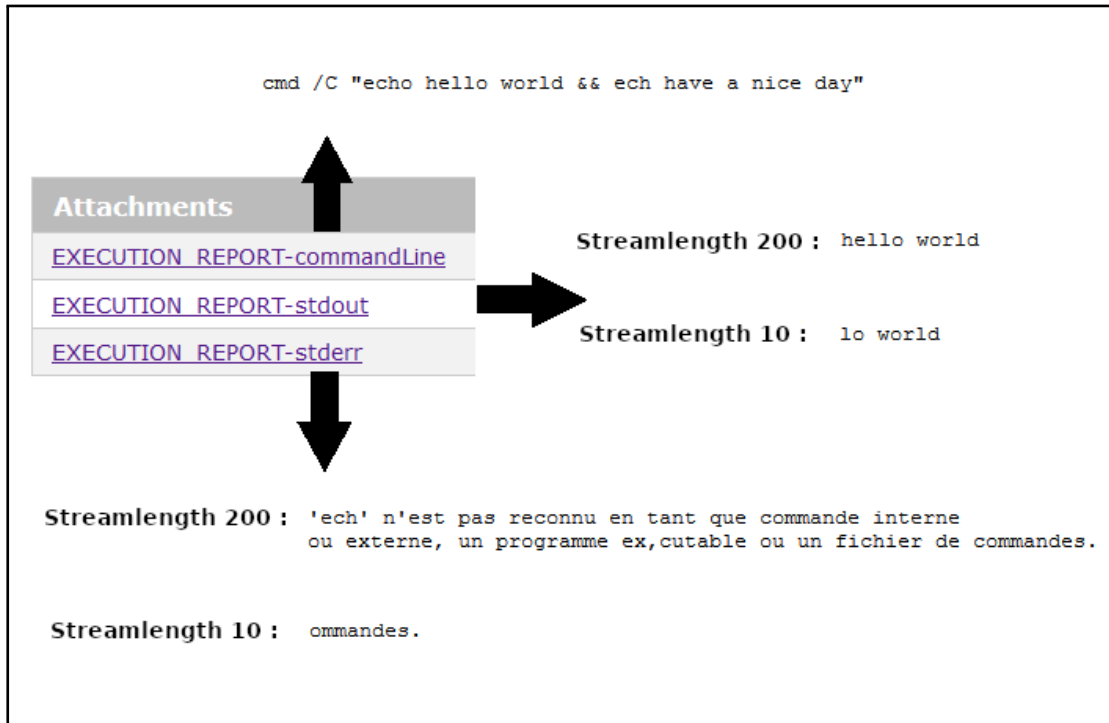 cmd /C "echo hello world && ech have a nice day"
Attachments
EXECUTION_REPORT-commandLine
EXECUTION_REPORT-stdout
EXECUTION_REPORT-stderr
Streamlength 200 : hello world
Streamlength 10 : lo world
Streamlength 200 : 'ech' n'est pas reconnu en tant que commande interne
ou externe, un programme ex,cutable ou un fichier de commandes.
Streamlength 10 : ommandes.